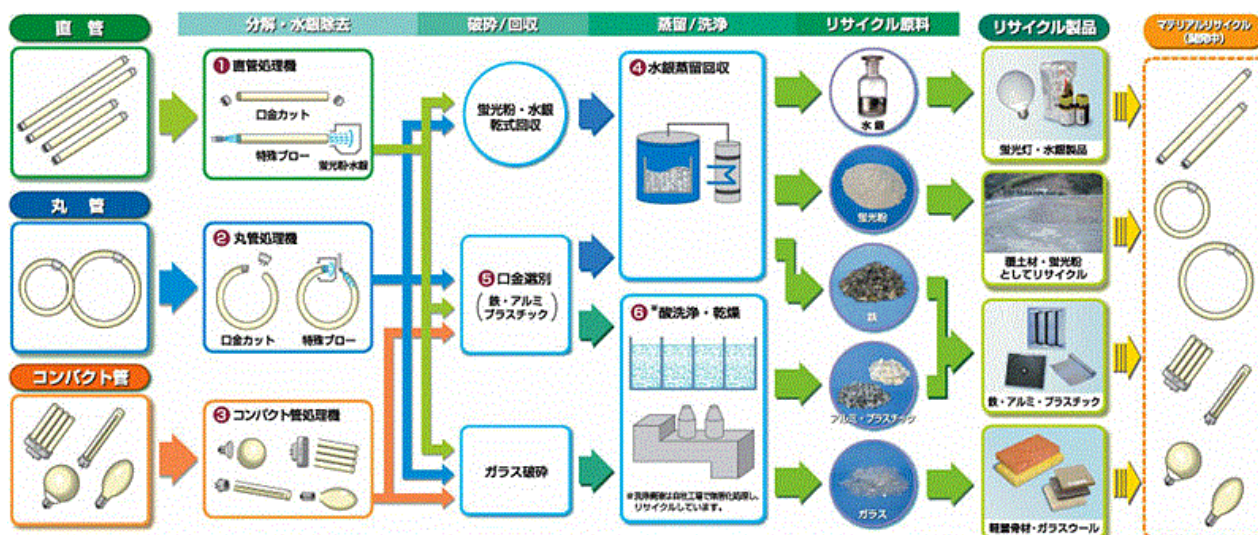 直管
分解・水銀除去
破砕/回収
蒸留/洗浄
リサイクル原料
リサイクル製品
マテリアルリサイクル
(開発中)
❶直管処理機
口金カット
特殊ブロー
蛍光粉・水銀
蛍光粉・水銀
乾式回収
❹水銀蒸留回収
水銀
蛍光灯・水銀製品
丸管
❷丸管処理機
口金カット
特殊ブロー
❺口金選別
(鉄・アルミ
プラスチック)
蛍光粉
覆土材・蛍光粉
としてリサイクル
鉄
❻*酸洗浄・乾燥
アルミ・プラスチック
鉄・アルミ・プラスチック
コンパクト管
❸コンパクト管処理機
ガラス破砕
※洗浄廃液は自社工場で無害化処理し、
リサイクルしています。
ガラス
軽量骨材・ガラスウール